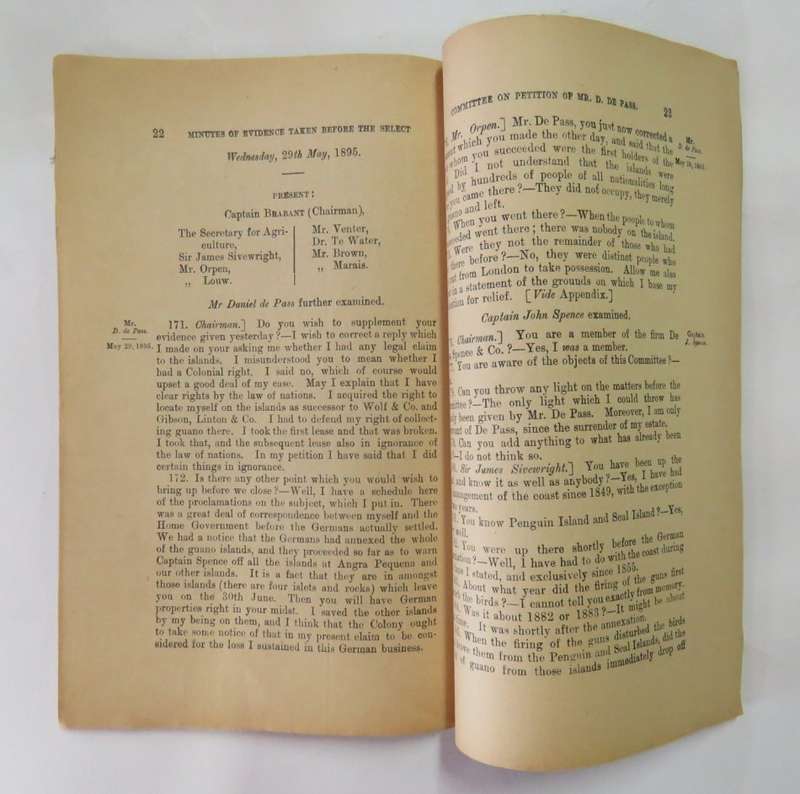 22 MINUTES OF EVIDENCE TAKEN BEFORE THE SELECT
Wednesday, 29th May, 1895.
PRESENT:
Captain BRABANT (Chairman),
The Secretary for Agri-
culture,
Sir James Sivewright,
Mr. Orpen,
„ Louw.
Mr. Venter,
Dr. Te Water,
Mr. Brown,
„ Marais.
Mr Daniel de Pass further examined.
Mr.
D. de Pass.
May 29, 1895.
171. Chairman.] Do you wish to supplement your
evidence given yesterday?—I wish to correct a reply which
I made on your asking me whether I had any legal claim
to the islands. I misunderstood you to mean whether I
had a Colonial right. I said no, which of course would
upset a good deal of my case. May I explain that I have
clear rights by the law of nations. I acquired the right to
locate myself on the islands as successor to Wolf & Co. and
Gibson, Linton & Co. I had to defend my right of collect-
ing guano there. I took the first lease and that was broken.
I took that, and the subsequent lease also in ignorance of
the law of nations. In my petition I have said that I did
certain things in ignorance.
172. Is there any other point which you would wish to
bring up before we close?—Well, I have a schedule here
of the proclamations on the subject, which I put in. There
was a great deal of correspondence between myself and the
Home Government before the Germans actually settled.
We had a notice that the Germans had annexed the whole
of the guano islands, and they proceeded so far as to warn
Captain Spence off all the islands at Angra Pequena and
our other islands. It is a fact that they are in amongst
those islands (there are four islets and rocks) which leave
you on the 30th June. Then you will have German
properties right in your midst. I saved the other islands
by my being on them, and I think that the Colony ought
to take some notice of that in my present claim to be con-
sidered for the loss I sustained in this German business.
COMMITTEE ON PETITION OF MR. D. DE PASS. 23
Mr.
D. de Pass.
May 29, 1895.
Mr. Orpen.] Mr. De Pass, you just now corrected a
which you made the other day, and said that the
whom you succeeded were the first holders of the
Did I not understand that the islands were
by hundreds of people of all nationalities long
you came there?—They did not occupy, they merely
guano and left.
When you went there?—When the people to whom
went there; there was nobody on the island.
Were they not the remainder of those who had
there before?—No, they were distinct people who
from London to take possession. Allow me also
in a statement of the grounds on which I base my
for relief. [Vide Appendix.]
Captain John Spence examined.
Captain
J. Spence.
Chairman.] You are a member of the firm De
Spence & Co.?—Yes, I was a member.
You are aware of the objects of this Committee?—
Can you throw any light on the matters before the
?—The only light which I could throw has
been given by Mr. De Pass. Moreover, I am only
of De Pass, since the surrender of my estate.
Can you add anything to what has already been
?—I do not think so.
Sir James Sivewright.] You have been up the
and know it as well as anybody?—Yes, I have had
management of the coast since 1849, with the exception
years.
You know Penguin Island and Seal Island?—Yes,
well.
You were up there shortly before the German
?—Well, I have had to do with the coast during
I stated, and exclusively since 1855.
About what year did the firing of the guns first
the birds?—I cannot tell you exactly from memory.
Was it about 1882 or 1883?—It might be about
It was shortly after the annexation.
When the firing of the guns disturbed the birds
them from the Penguin and Seal Islands, did the
of guano from those islands immediately drop off